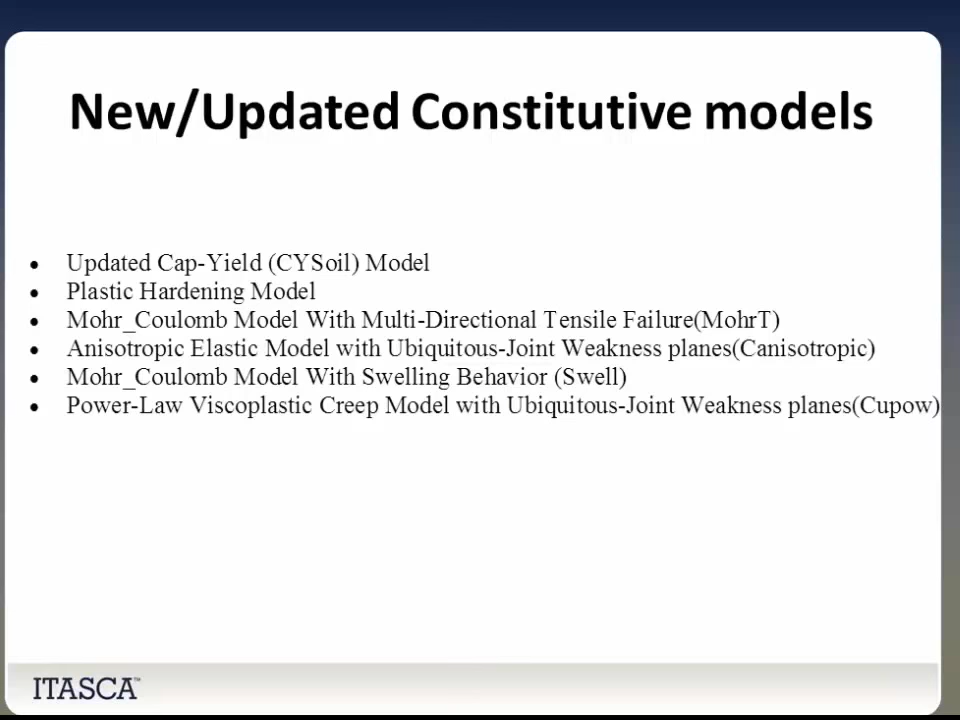 New/Updated Constitutive models
• Updated Cap-Yield (CYSoil) Model
• Plastic Hardening Model
• Mohr_Coulomb Model With Multi-Directional Tensile Failure(MohrT)
• Anisotropic Elastic Model with Ubiquitous-Joint Weakness planes(Canisotropic)
• Mohr_Coulomb Model With Swelling Behavior (Swell)
• Power-Law Viscoplastic Creep Model with Ubiquitous-Joint Weakness planes(Cupow)
ITASCA™